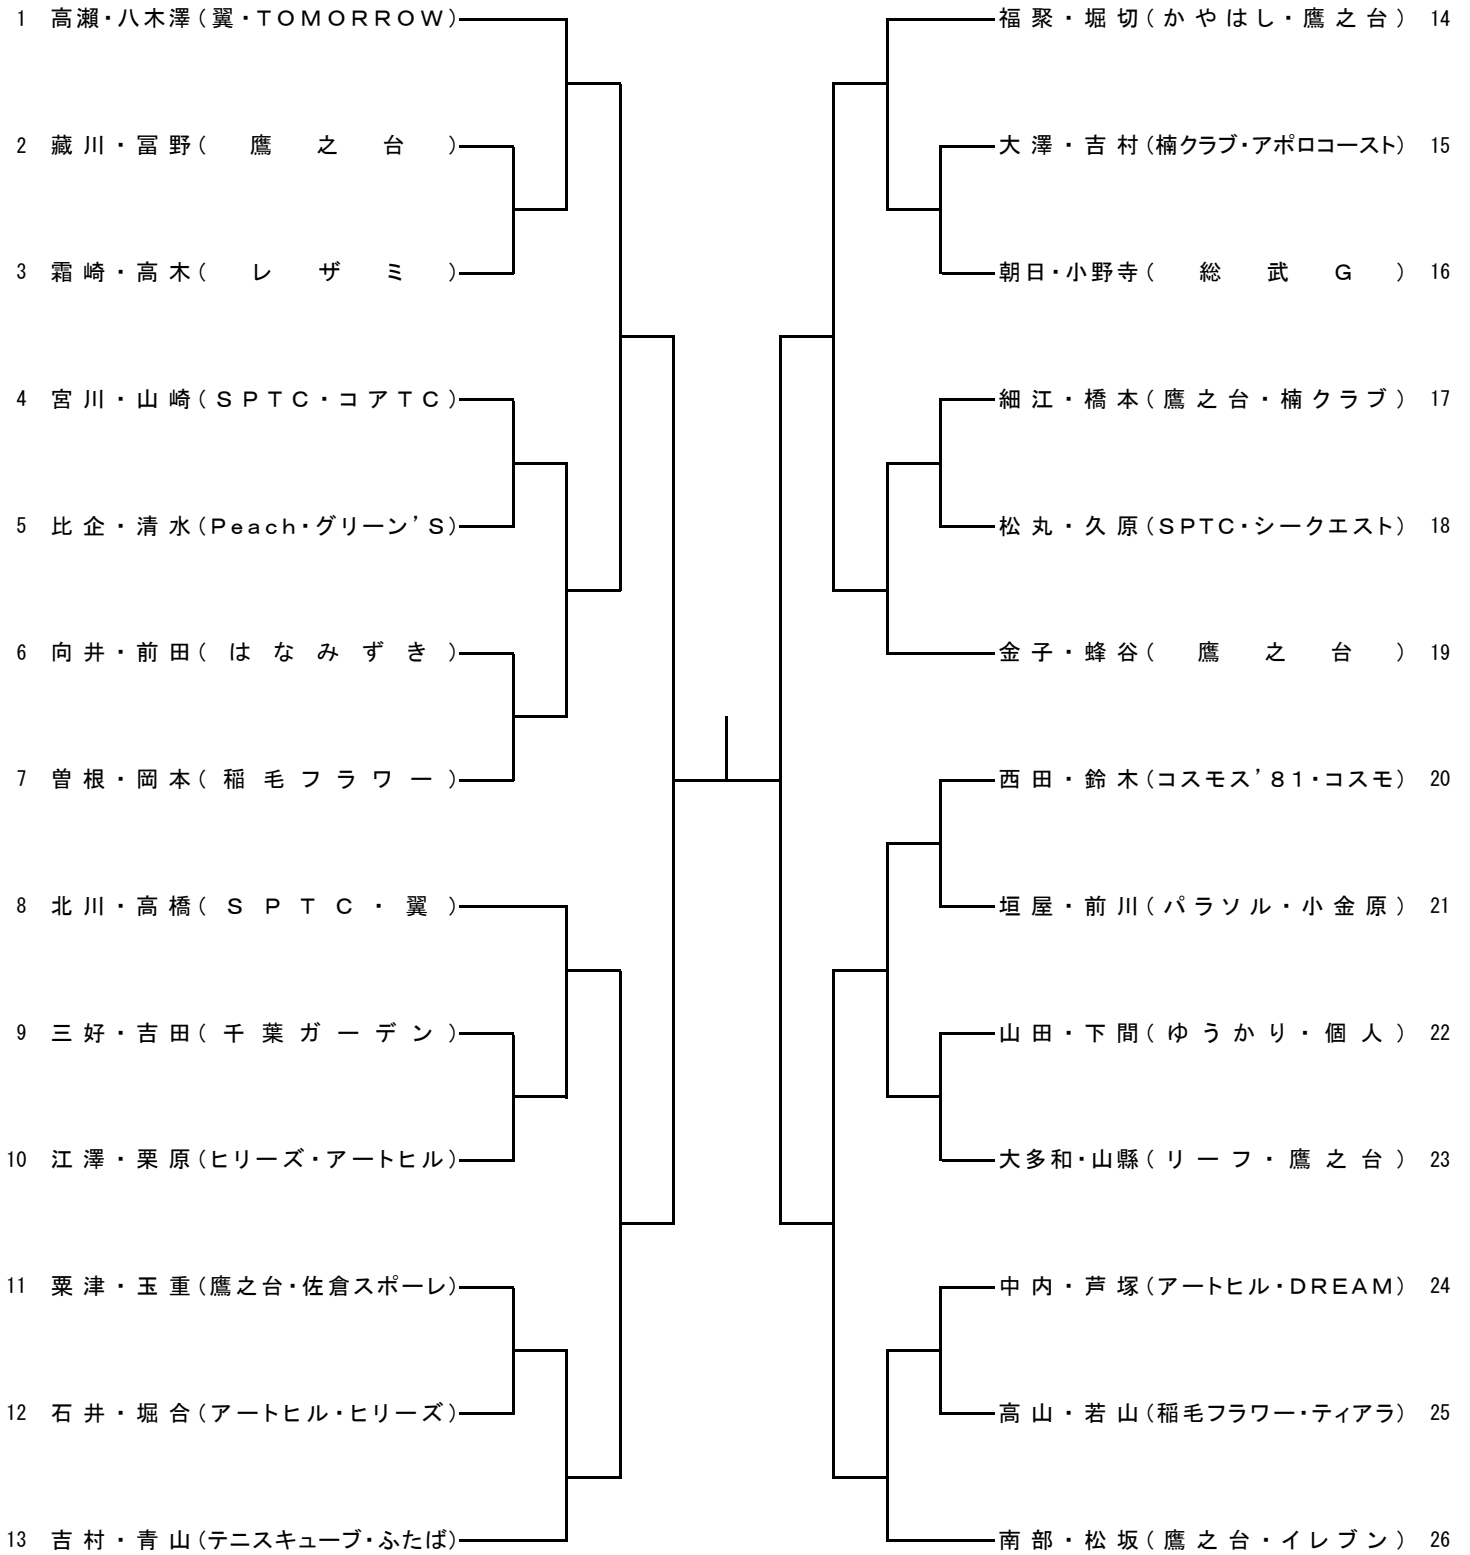 1 高瀨・八木澤(翼・TOMORROW)
2 藏川・冨野(鷹之台)
3 霜崎・高木(レザミ)
4 宮川・山崎(SPTC・コアTC)
5 比企・清水(Peach・グリーン’S)
6 向井・前田(はなみずき)
7 曽根・岡本(稲毛フラワー)
8 北川・高橋(SPTC・翼)
9 三好・吉田(千葉ガーデン)
10 江澤・栗原(ヒリーズ・アートヒル)
11 粟津・玉重(鷹之台・佐倉スポーレ)
12 石井・堀合(アートヒル・ヒリーズ)
13 吉村・青山(テニスキューブ・ふたば)
福聚・堀切(かやはし・鷹之台) 14
大澤・吉村(楠クラブ・アポロコースト) 15
朝日・小野寺(総武G) 16
細江・橋本(鷹之台・楠クラブ) 17
松丸・久原(SPTC・シークエスト) 18
金子・蜂谷(鷹之台) 19
西田・鈴木(コスモス’81・コスモ) 20
垣屋・前川(パラソル・小金原) 21
山田・下間(ゆうかり・個人) 22
大多和・山縣(リーフ・鷹之台) 23
中内・芦塚(アートヒル・DREAM) 24
高山・若山(稲毛フラワー・ティアラ) 25
南部・松坂(鷹之台・イレブン) 26